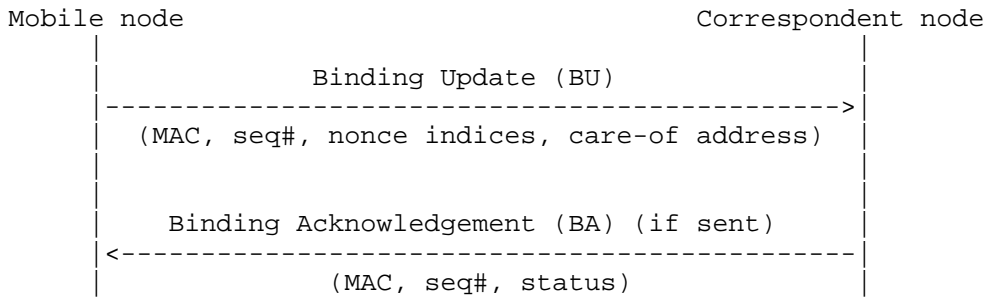 Mobile node Correspondent node
Binding Update (BU)
(MAC, seq#, nonce indices, care-of address)
Binding Acknowledgement (BA) (if sent)
(MAC, seq#, status)